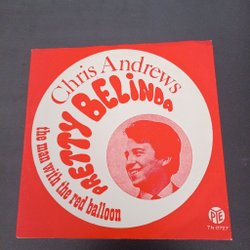 Chris Andrews
PRETTY BELINDA
the man with the red balloon
PYE